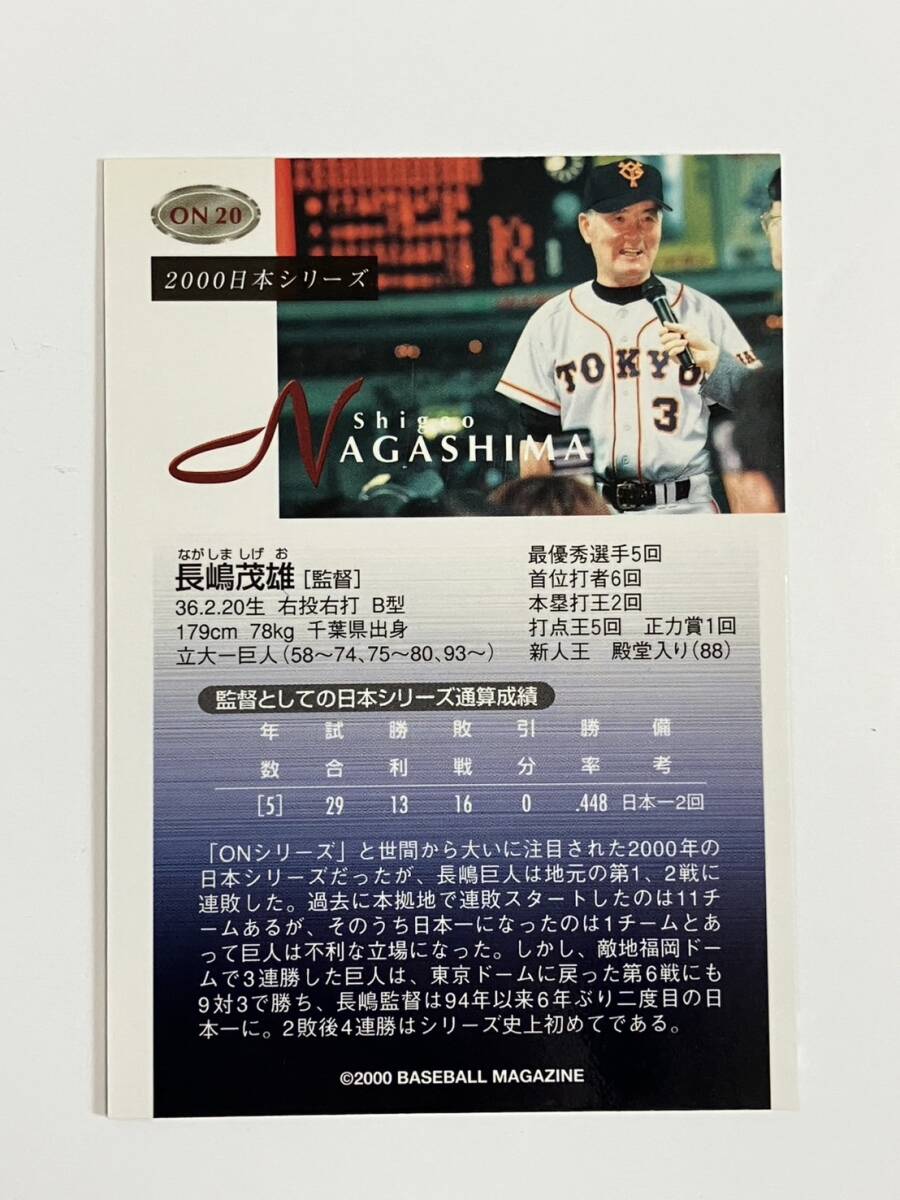 ON 20
2000日本シリーズ
TOKYO
3
Shigeo
NAGASHIMA
ながしま しげ お
長嶋茂雄[監督]
36.2.20生 右投右打 B型
179cm 78kg 千葉県出身
立大ー巨人(58〜74、75〜80、93〜)
最優秀選手5回
首位打者6回
本塁打王2回
打点王5回 正力賞1回
新人王 殿堂入り(88)
監督としての日本シリーズ通算成績
年数 試合 勝利 敗戦 引分 勝率 備考
[5] 29 13 16 0 .448 日本一2回
「ONシリーズ」と世間から大いに注目された2000年の
日本シリーズだったが、長嶋巨人は地元の第1、2戦に
連敗した。過去に本拠地で連敗スタートしたのは11チ
ームあるが、そのうち日本一になったのは1チームとあ
って巨人は不利な立場になった。しかし、敵地福岡ドー
ムで3連勝した巨人は、東京ドームに戻った第6戦にも
9対3で勝ち、長嶋監督は94年以来6年ぶり二度目の日
本一に。2敗後4連勝はシリーズ史上初めてである。
©2000 BASEBALL MAGAZINE